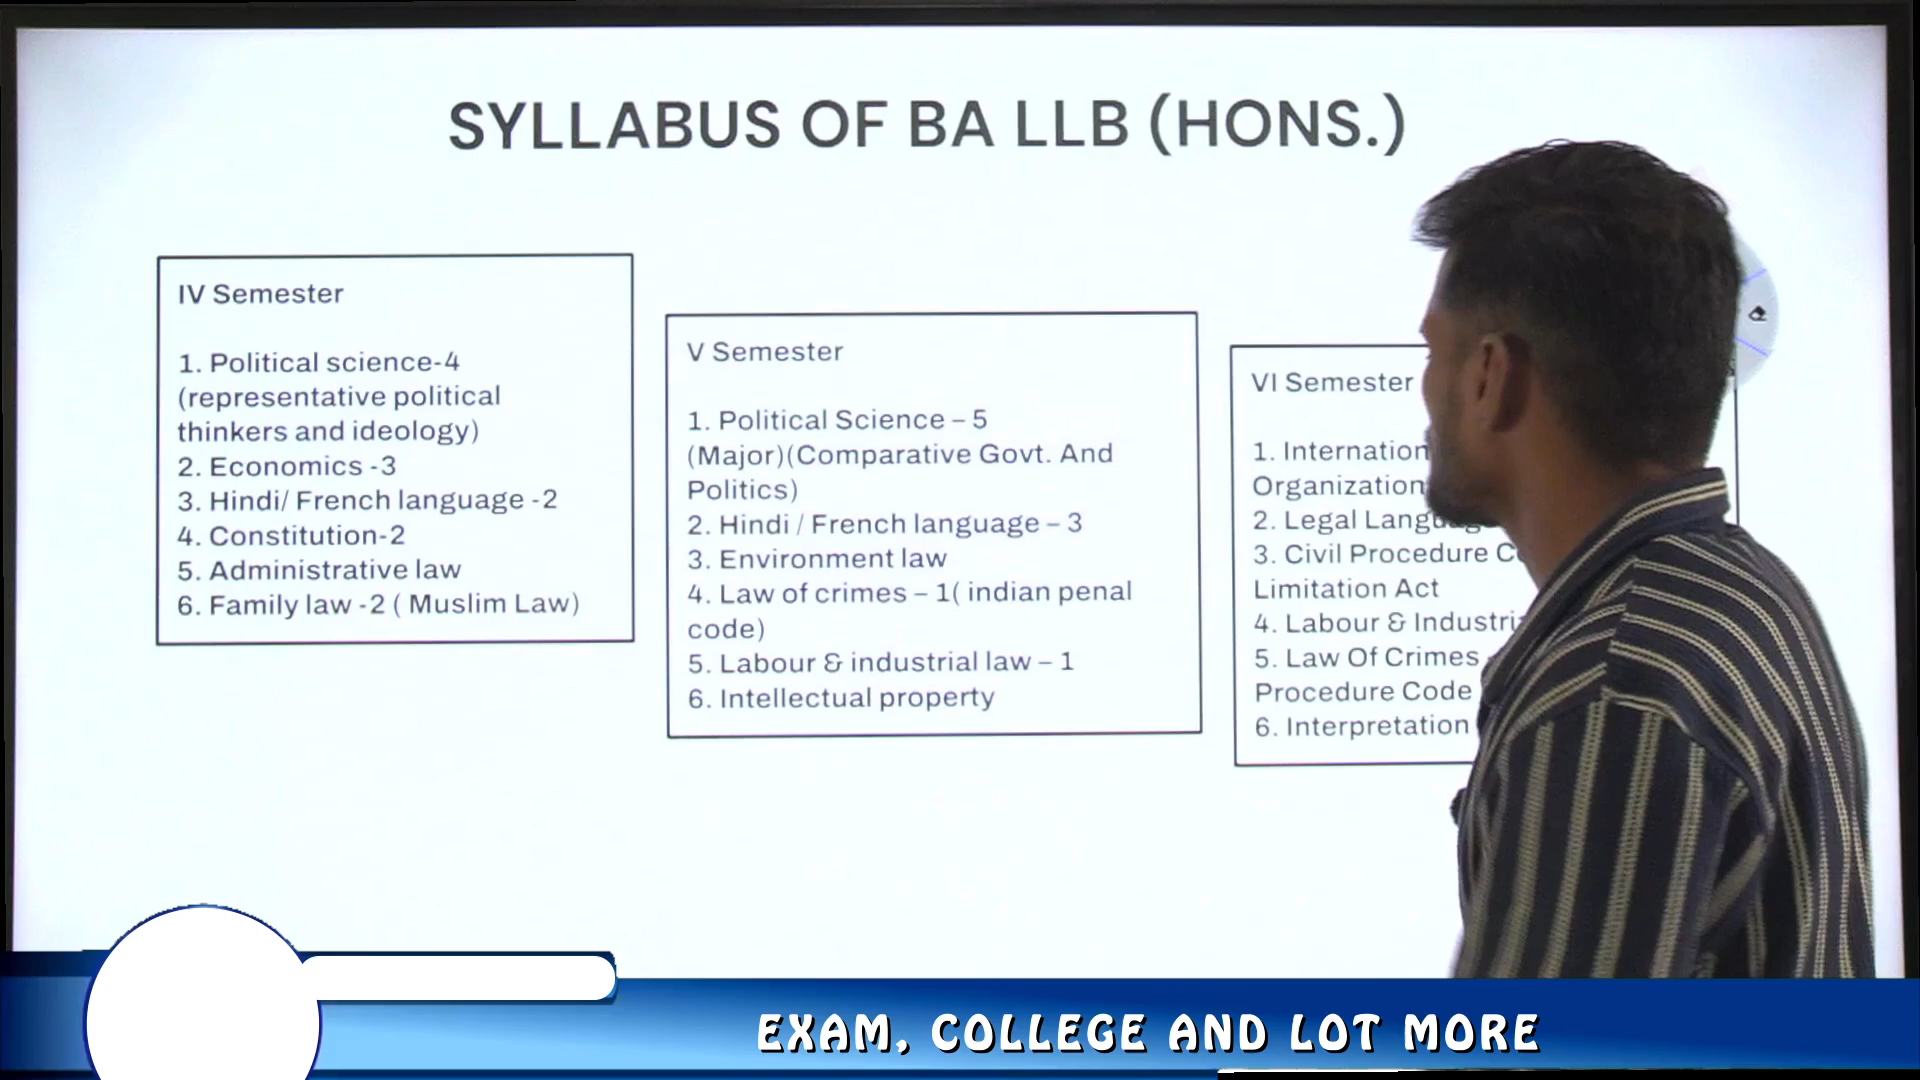 SYLLABUS OF BA LLB (HONS.)
IV Semester
1. Political science-4
(representative political
thinkers and ideology)
2. Economics -3
3. Hindi/ French language -2
4. Constitution-2
5. Administrative law
6. Family law -2 ( Muslim Law)
V Semester
1. Political Science – 5
(Major)(Comparative Govt. And
Politics)
2. Hindi / French language – 3
3. Environment law
4. Law of crimes – 1( indian penal
code)
5. Labour & industrial law – 1
6. Intellectual property
VI Semester
1.
Organization
2. Legal
3. Civil Procedure
Limitation Act
4. Labour &
5. Law Of Crimes
Procedure Code
6. Interpretation
EXAM, COLLEGE AND LOT MORE